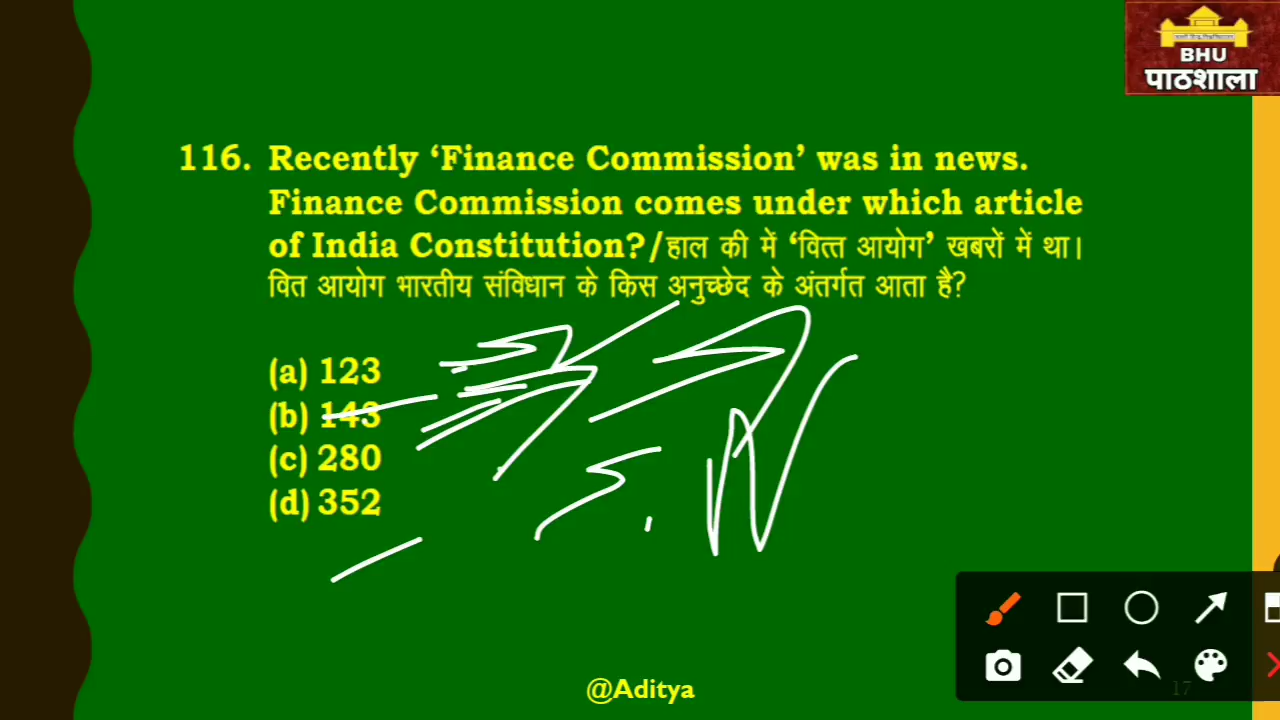 BHU
पाठशाला
116. Recently ‘Finance Commission’ was in news.
Finance Commission comes under which article
of India Constitution?/हाल की में ‘वित्त आयोग’ खबरों में था।
वित आयोग भारतीय संविधान के किस अनुच्छेद के अंतर्गत आता है?
(a) 123
(b) 143
(c) 280
(d) 352
@Aditya
17